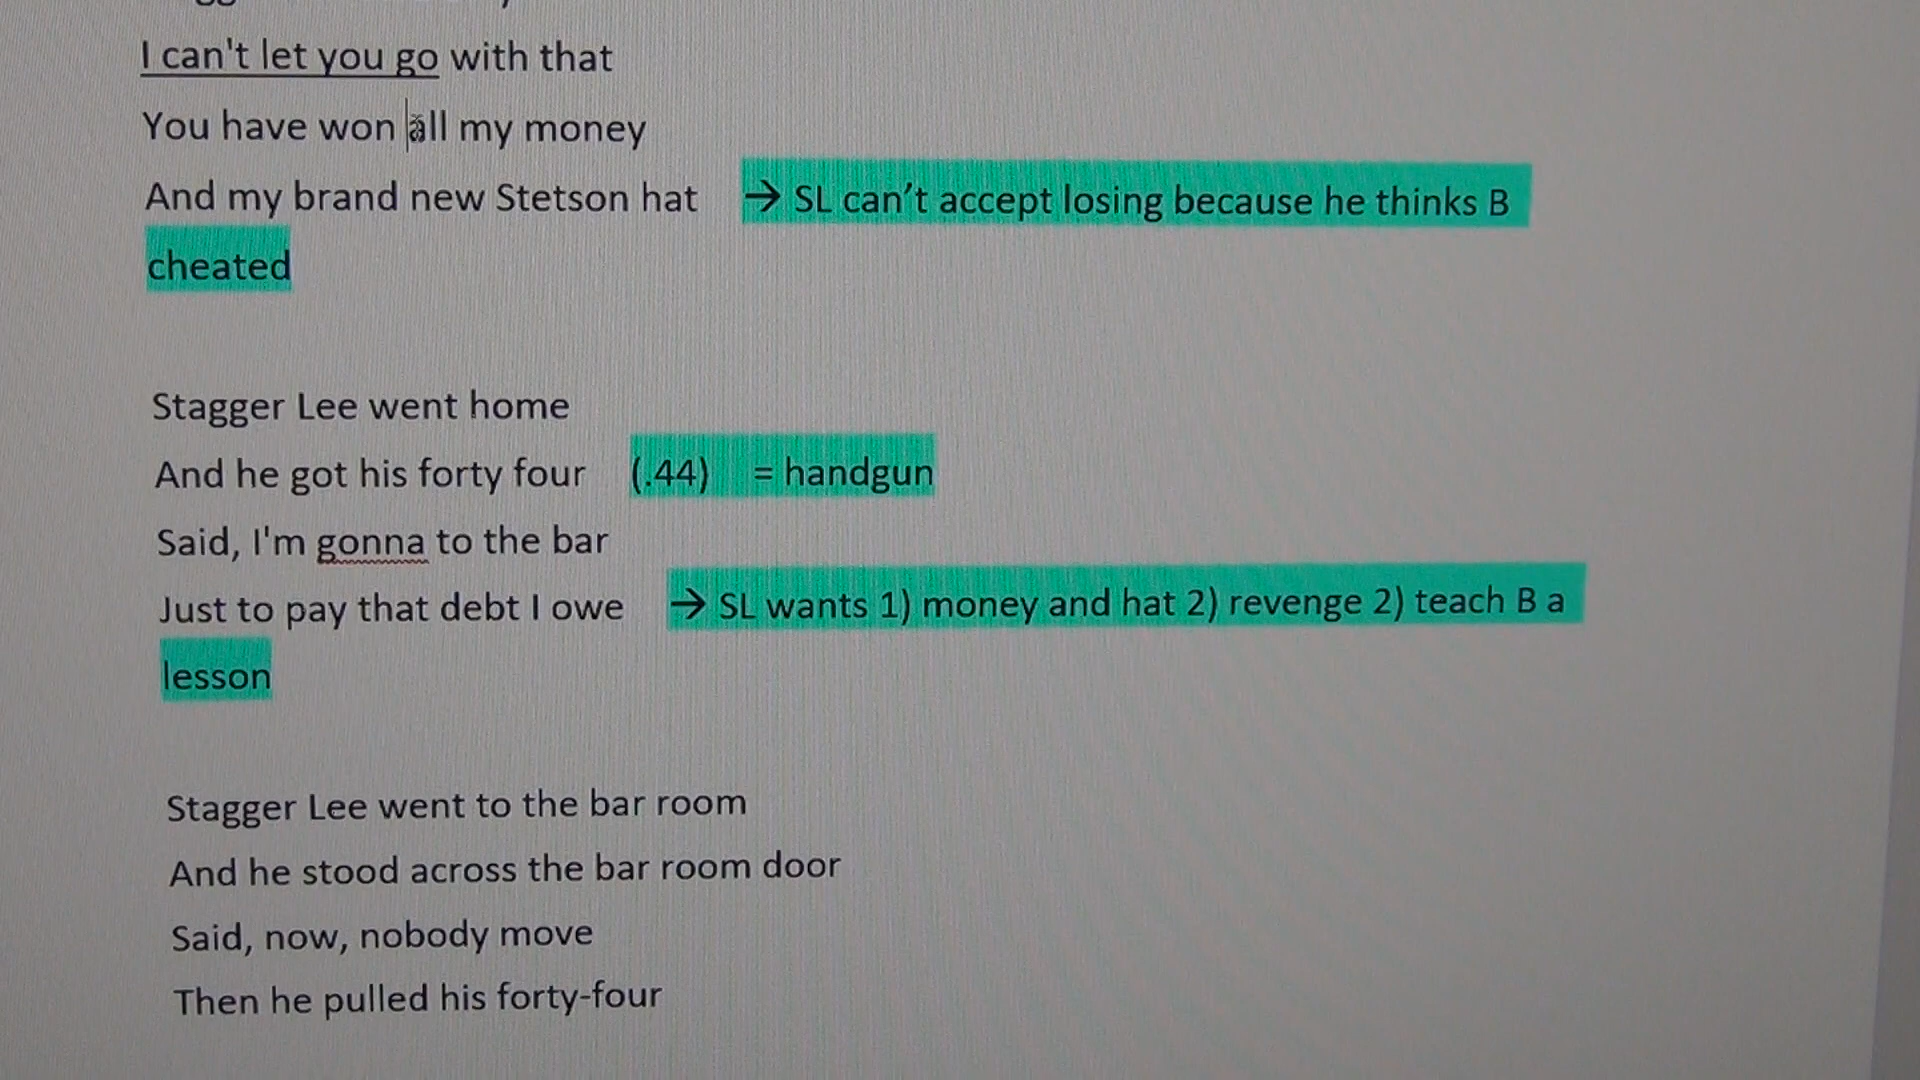 I can't let you go with that
You have won all my money
And my brand new Stetson hat → SL can't accept losing because he thinks B
cheated
Stagger Lee went home
And he got his forty four (.44) = handgun
Said, I'm gonna to the bar
Just to pay that debt I owe → SL wants 1) money and hat 2) revenge 2) teach B a
lesson
Stagger Lee went to the bar room
And he stood across the bar room door
Said, now, nobody move
Then he pulled his forty-four